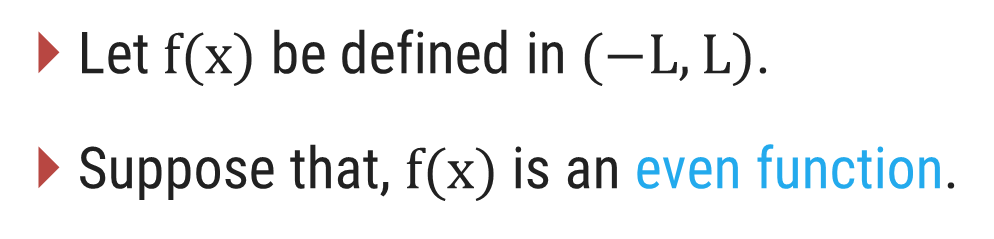 Let f(x) be defined in (−L, L).
Suppose that, f(x) is an even function.